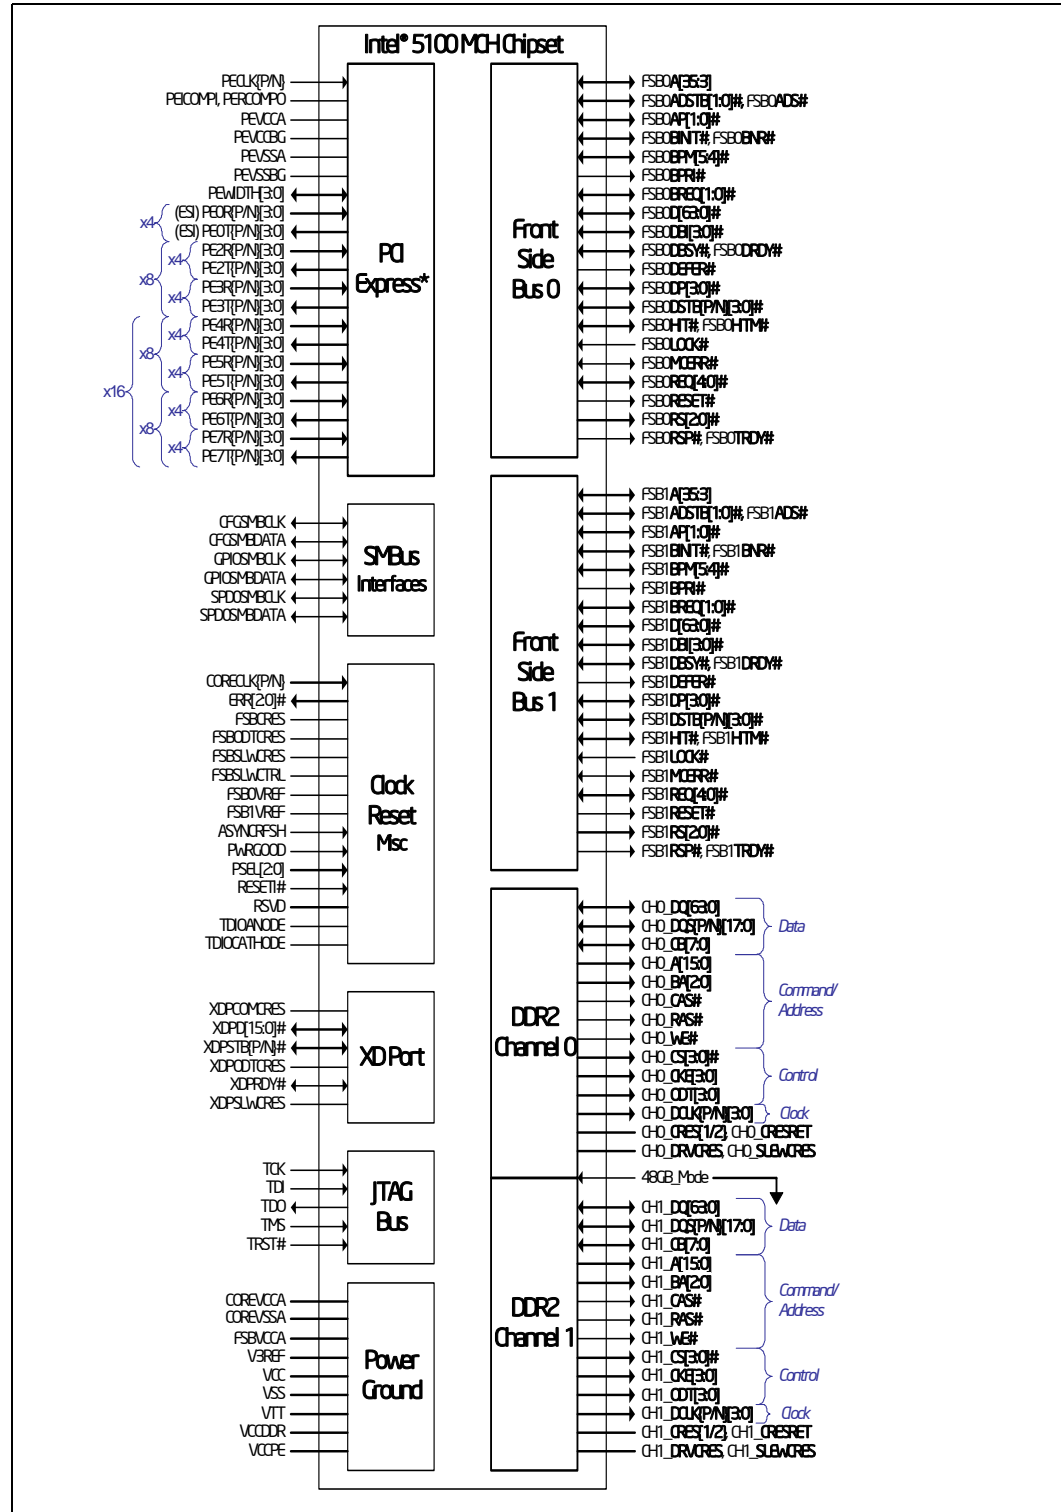 Intel® 5100 MCH Chipset
PECLK{P/N}
PEICOMPI, PERCOMPO
PEVCCA
PEVCCBG
PEVSSA
PEVSSBG
PEWIDTH[3:0]
(ESI) PE0R{P/N}[3:0]
(ESI) PE0T{P/N}[3:0]
PE2R{P/N}[3:0]
PE2T{P/N}[3:0]
PE3R{P/N}[3:0]
PE3T{P/N}[3:0]
PE4R{P/N}[3:0]
PE4T{P/N}[3:0]
PE5R{P/N}[3:0]
PE5T{P/N}[3:0]
PE6R{P/N}[3:0]
PE6T{P/N}[3:0]
PE7R{P/N}[3:0]
PE7T{P/N}[3:0]
x4
x4
x4
x4
x4
x4
x4
x8
x8
x8
x16
PCI
Express*
CFGSMBCLK
CFGSMBDATA
GPIOSMBCLK
GPIOSMBDATA
SPD0SMBCLK
SPD0SMBDATA
SMBus
Interfaces
CORECLK{P/N}
ERR[2:0]#
FSBCRES
FSBODTCRES
FSBSLWCRES
FSBSLWCTRL
FSB0VREF
FSB1VREF
ASYNCRFSH
PWRGOOD
PSEL[2:0]
RESETI#
RSVD
TDIOANODE
TDIOCATHODE
Clock
Reset
Misc
XDPCOMCRES
XDPD[15:0]#
XDPSTB{P/N}#
XDPODTCRES
XDPRDY#
XDPSLWCRES
XD Port
TCK
TDI
TDO
TMS
TRST#
JTAG
Bus
COREVCCA
COREVSSA
FSBVCCA
V3REF
VCC
VSS
VTT
VCCDDR
VCCPE
Power
Ground
Front
Side
Bus 0
FSB0A[35:3]
FSB0ADSTB[1:0]#, FSB0ADS#
FSB0AP[1:0]#
FSB0BINIT#, FSB0BNR#
FSB0BPM[5:4]#
FSB0BPRI#
FSB0BREQ[1:0]#
FSB0D[63:0]#
FSB0DBI[3:0]#
FSB0DBSY#, FSB0DRDY#
FSB0DEFER#
FSB0DP[3:0]#
FSB0DSTB[P/N][3:0]#
FSB0HIT#, FSB0HITM#
FSB0LOCK#
FSB0MCERR#
FSB0REQ[4:0]#
FSB0RESET#
FSB0RS[2:0]#
FSB0RSP#, FSB0TRDY#
Front
Side
Bus 1
FSB1A[35:3]
FSB1ADSTB[1:0]#, FSB1ADS#
FSB1AP[1:0]#
FSB1BINIT#, FSB1BNR#
FSB1BPM[5:4]#
FSB1BPRI#
FSB1BREQ[1:0]#
FSB1D[63:0]#
FSB1DBI[3:0]#
FSB1DBSY#, FSB1DRDY#
FSB1DEFER#
FSB1DP[3:0]#
FSB1DSTB[P/N][3:0]#
FSB1HIT#, FSB1HITM#
FSB1LOCK#
FSB1MCERR#
FSB1REQ[4:0]#
FSB1RESET#
FSB1RS[2:0]#
FSB1RSP#, FSB1TRDY#
DDR2
Channel 0
CH0_DQ[63:0]
CH0_DQS{P/N}[17:0]
CH0_CB[7:0]
CH0_A[15:0]
CH0_BA[2:0]
CH0_CAS#
CH0_RAS#
CH0_WE#
CH0_CS[3:0]#
CH0_CKE[3:0]
CH0_ODT[3:0]
CH0_DCLK{P/N}[3:0]
CH0_CRES{1/2}, CH0_CRESRET
CH0_DRVCRES, CH0_SLEWCRES
Data
Command/
Address
Control
Clock
48GB_Mode
DDR2
Channel 1
CH1_DQ[63:0]
CH1_DQS{P/N}[17:0]
CH1_CB[7:0]
CH1_A[15:0]
CH1_BA[2:0]
CH1_CAS#
CH1_RAS#
CH1_WE#
CH1_CS[3:0]#
CH1_CKE[3:0]
CH1_ODT[3:0]
CH1_DCLK{P/N}[3:0]
CH1_CRES{1/2}, CH1_CRESRET
CH1_DRVCRES, CH1_SLEWCRES
Data
Command/
Address
Control
Clock